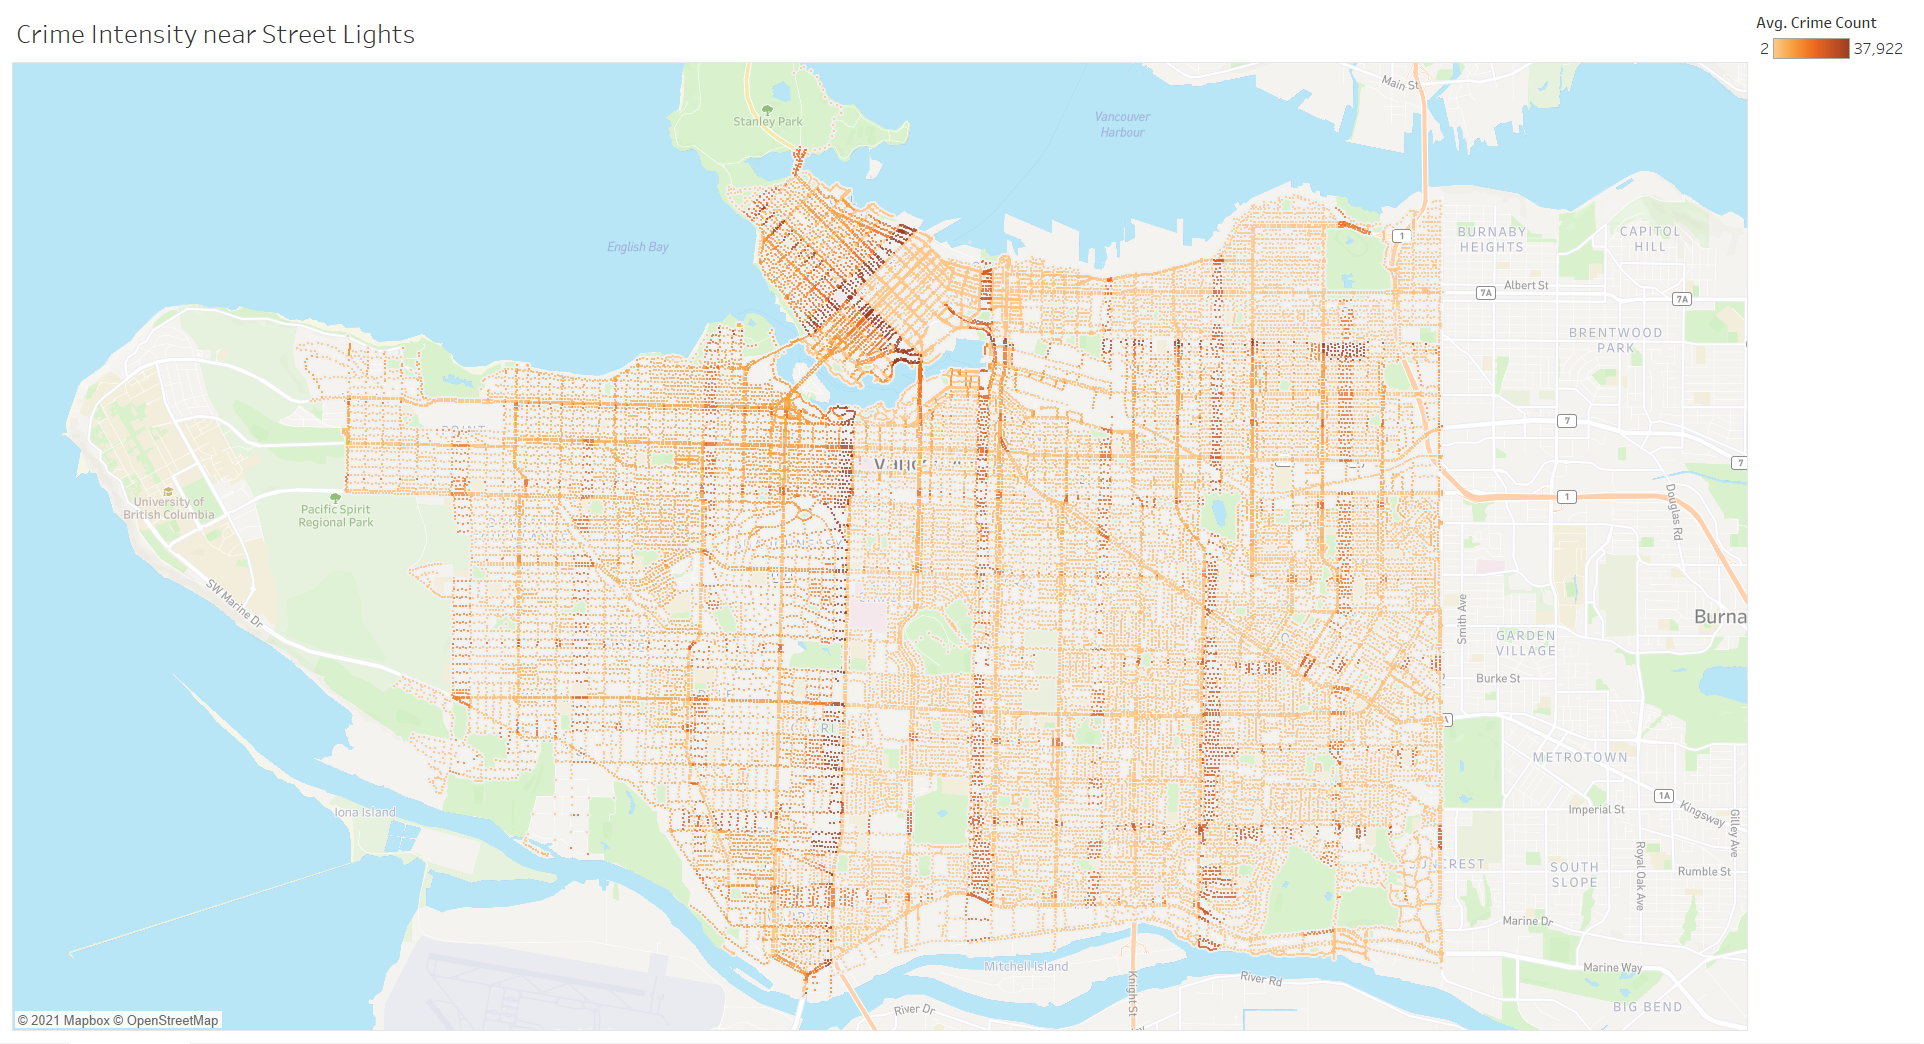 Crime Intensity near Street Lights
Avg. Crime Count
2
37,922
Main St
Stanley Park
Vancouver
Harbour
English Bay
1
BURNABY
HEIGHTS
CAPITOL
HILL
7A
Albert St
7A
BRENTWOOD
PARK
7
7
University of
British Columbia
Pacific Spirit
Regional Park
1
Douglas Rd
SW Marine Dr
Smith Ave
Burna
GARDEN
VILLAGE
Burke St
METROTOWN
1A
Imperial St
Kingsway
Gilley Ave
Iona Island
Royal Oak Ave
SOUTH
SLOPE
Rumble St
Marine Dr
Mitchell Island
Knight St
River Rd
Marine Way
River Dr
BIG BEND
© 2021 Mapbox © OpenStreetMap